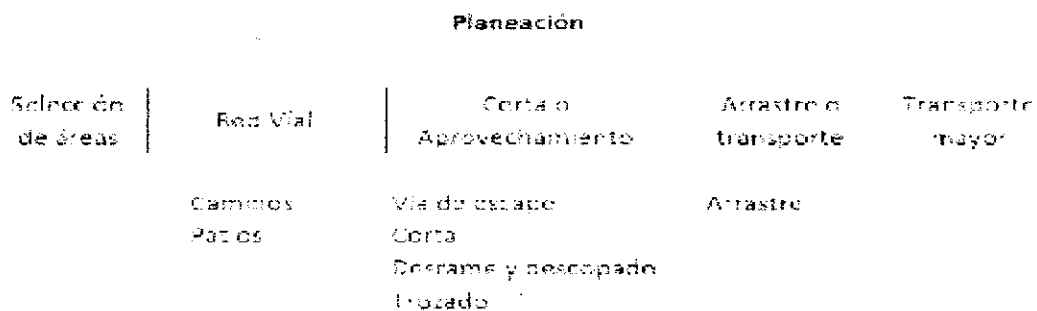 Planeación
Selección
de áreas
Red Vial
Corta o
Aprovechamiento
Arrastre o
transporte
Transporte
mayor
Caminos
Patios
Vía de escape
Corta
Desrame y descopado
Trozado
Arrastre